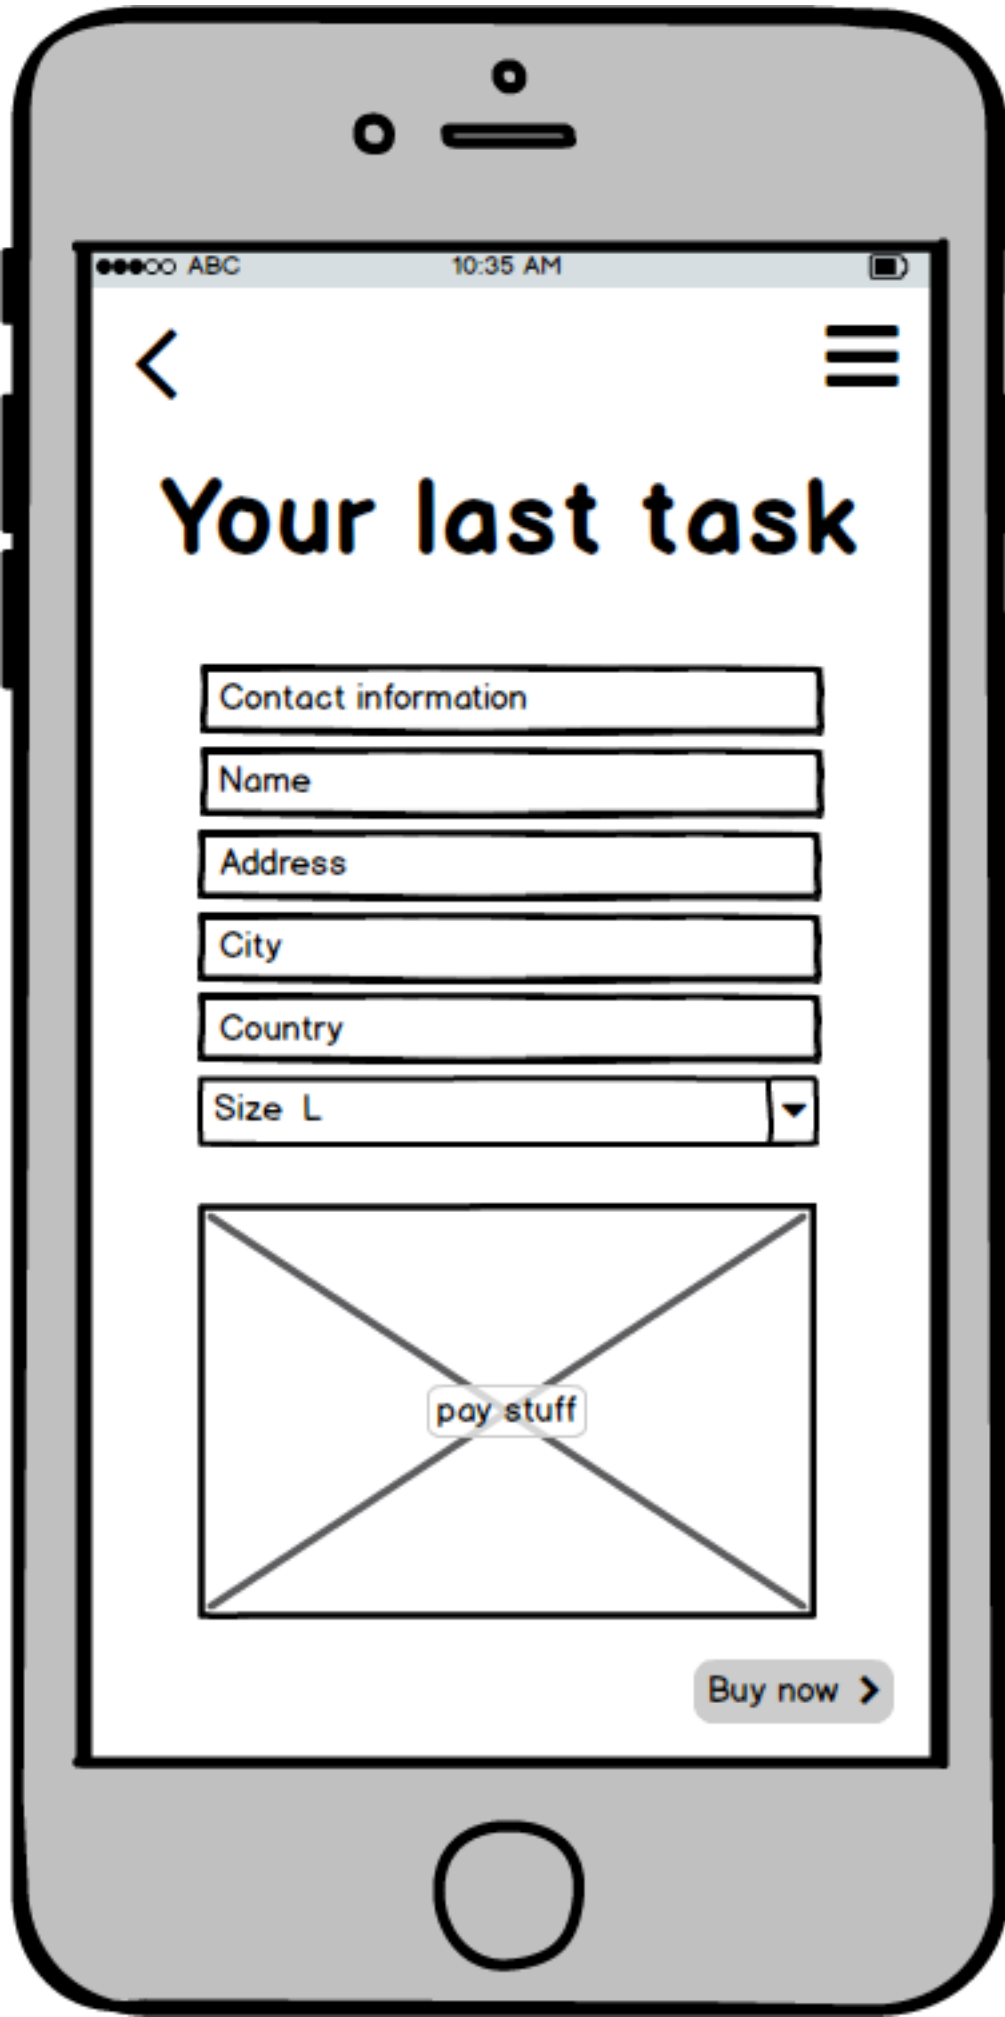 ABC 10:35 AM
Your last task
Contact information
Name
Address
City
Country
Size L
pay stuff
Buy now